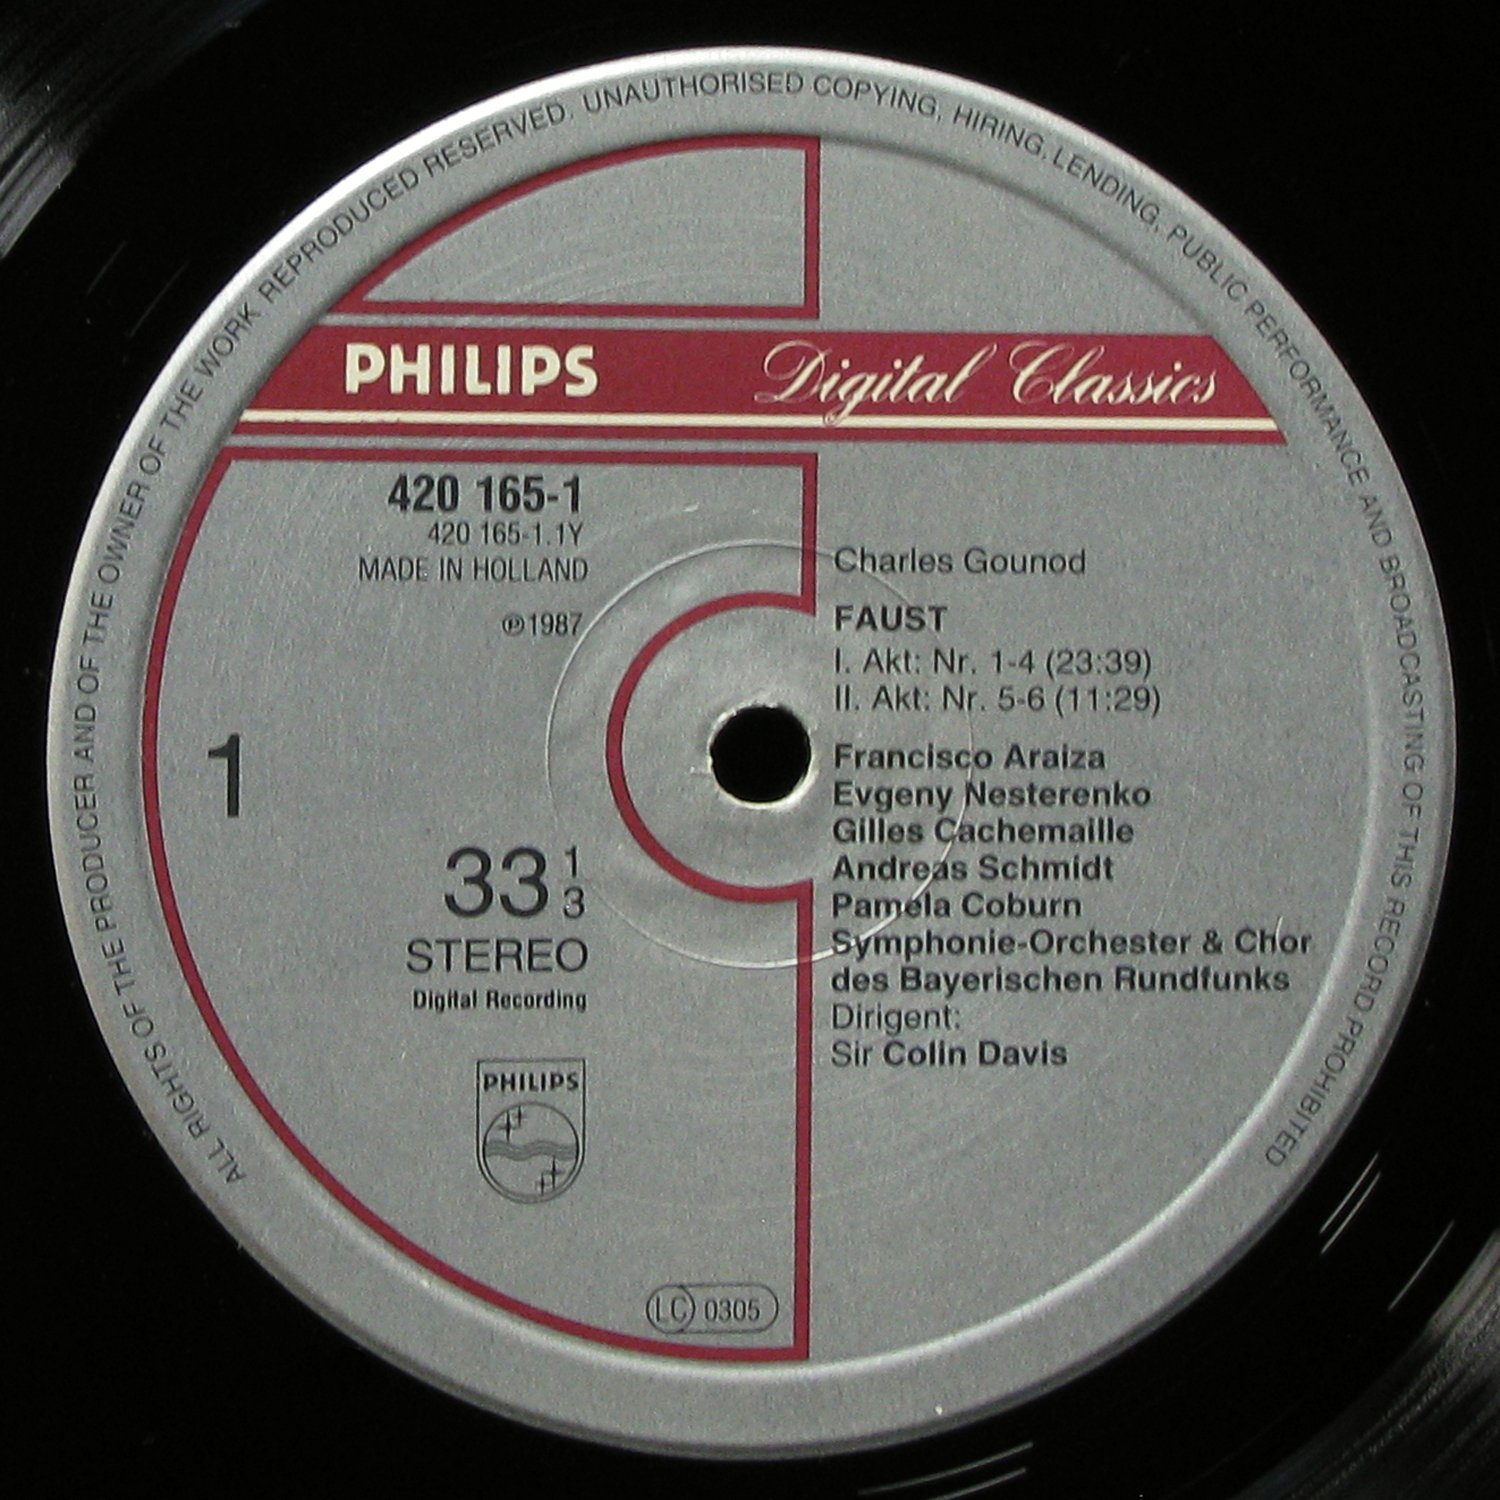 ALL RIGHTS OF THE PRODUCER AND OF THE OWNER OF THE WORK REPRODUCED RESERVED. UNAUTHORISED COPYING, HIRING, LENDING, PUBLIC PERFORMANCE AND BROADCASTING OF THIS RECORD PROHIBITED
PHILIPS Digital Classics
420 165-1
420 165-1.1Y
MADE IN HOLLAND
℗1987
1
33 1/3
STEREO
Digital Recording
PHILIPS
LC 0305
Charles Gounod
FAUST
I. Akt: Nr. 1-4 (23:39)
II. Akt: Nr. 5-6 (11:29)
Francisco Araiza
Evgeny Nesterenko
Gilles Cachemaille
Andreas Schmidt
Pamela Coburn
Symphonie-Orchester & Chor
des Bayerischen Rundfunks
Dirigent:
Sir Colin Davis